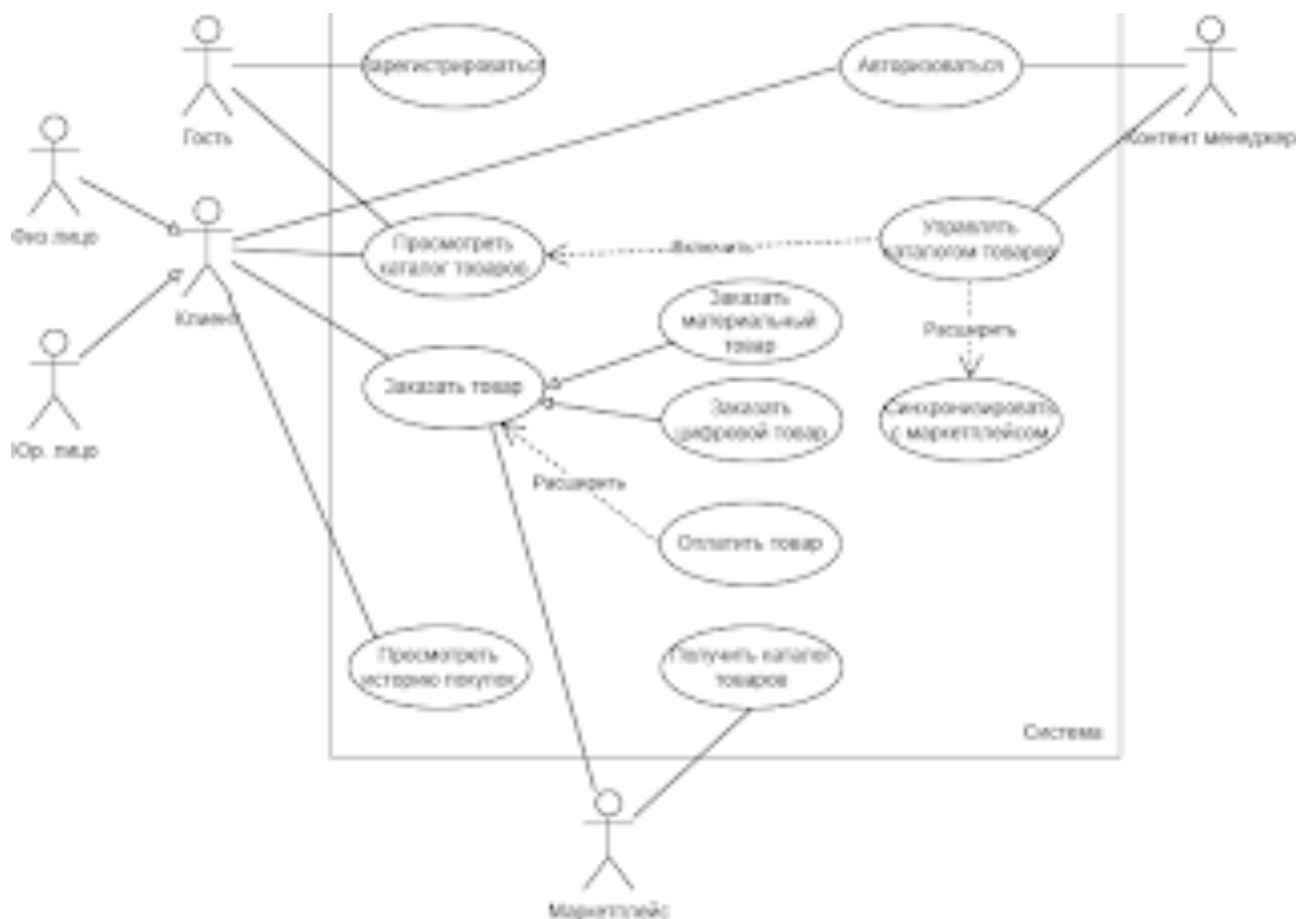 Зарегистрироваться
Авторизоваться
Гость
Контент менеджер
Физ лицо
Просмотреть
каталог товаров
Включить
Управлять
каталогом товаров
Клиент
Заказать
материальный
товар
Расширить
Заказать товар
Заказать
цифровой товар
Синхронизировать
с маркетплейсом
Юр. лицо
Расширить
Оплатить товар
Просмотреть
историю покупок
Получить каталог
товаров
Система
Маркетплейс